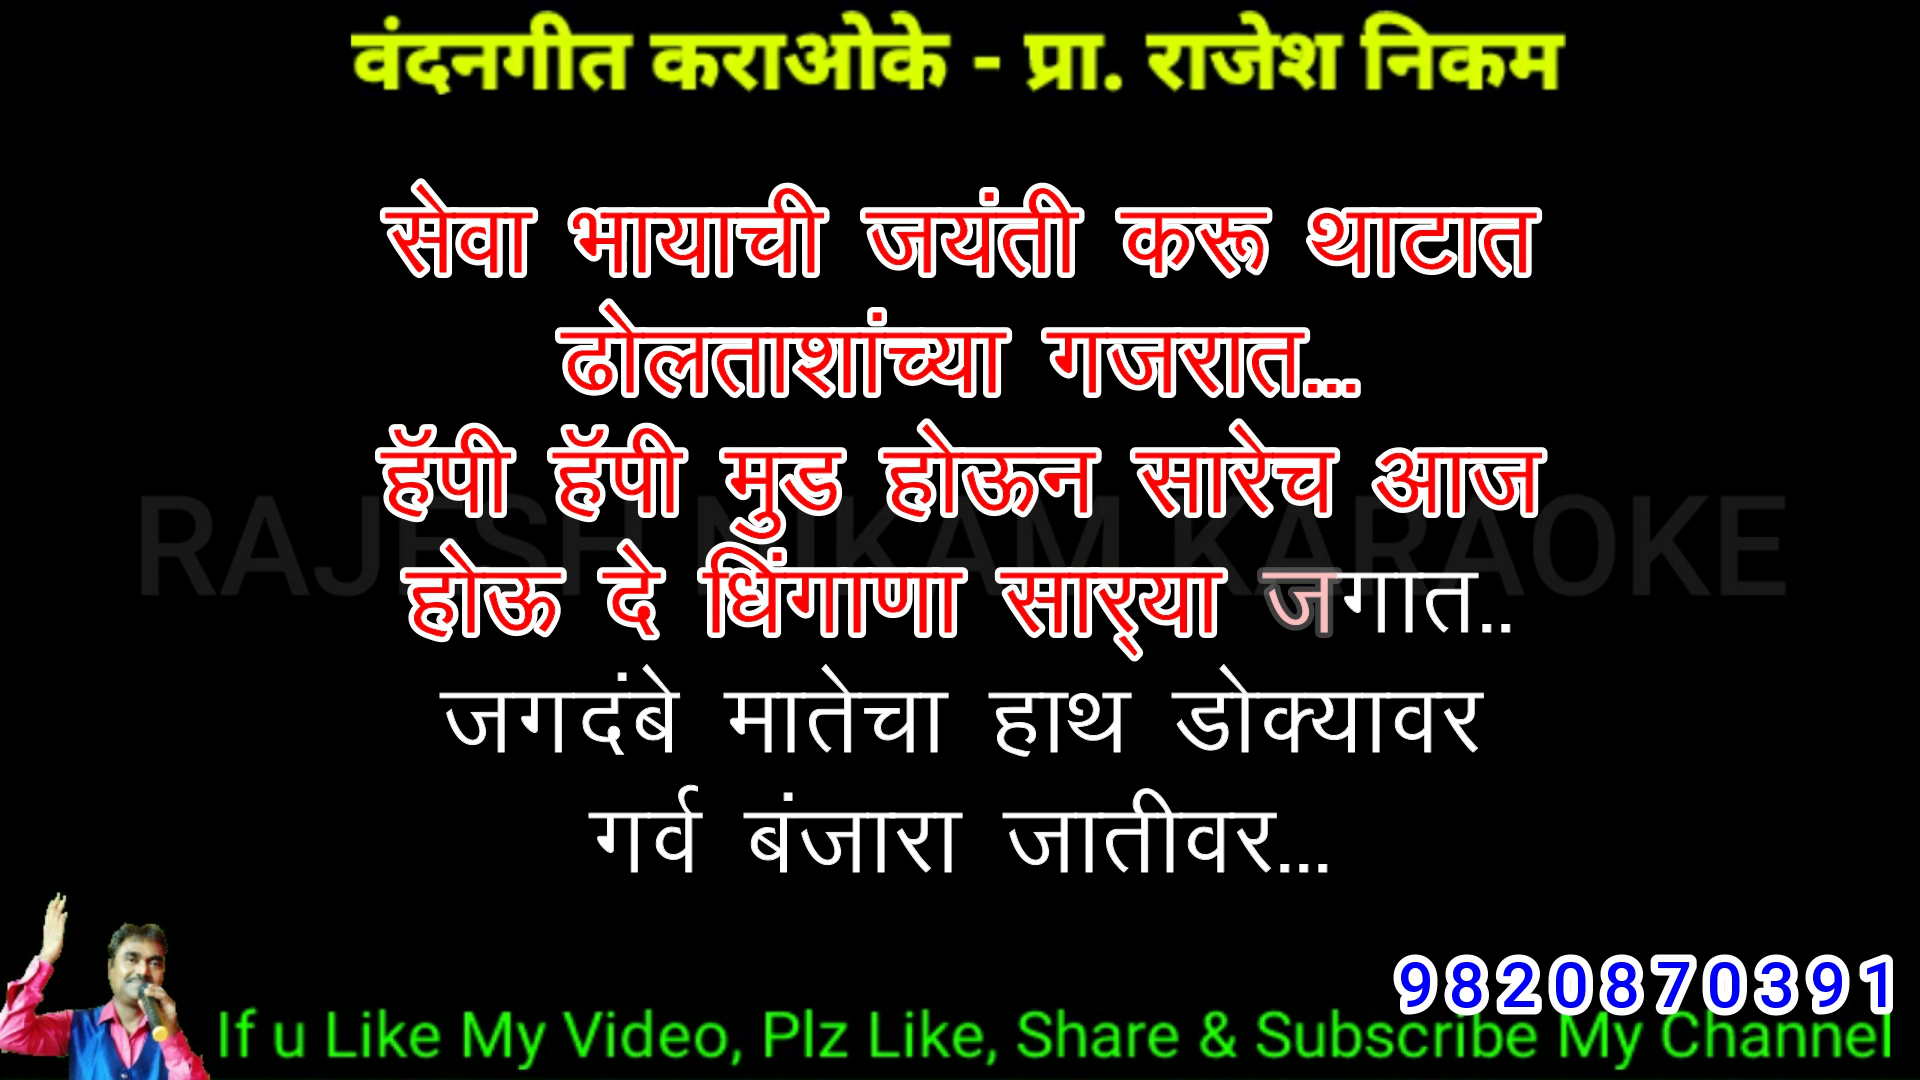 वंदनगीत कराओके - प्रा. राजेश निकम
सेवा भायाची जयंती करू थाटात
ढोलताशांच्या गजरात...
हॅपी हॅपी मुड होऊन सारेच आज
RAJESH NIKAM KARAOKE
होऊ दे धिंगाणा सार्‍या जगात..
जगदंबे मातेचा हाथ डोक्यावर
गर्व बंजारा जातीवर...
9820870391
If u Like My Video, Plz Like, Share & Subscribe My Channel